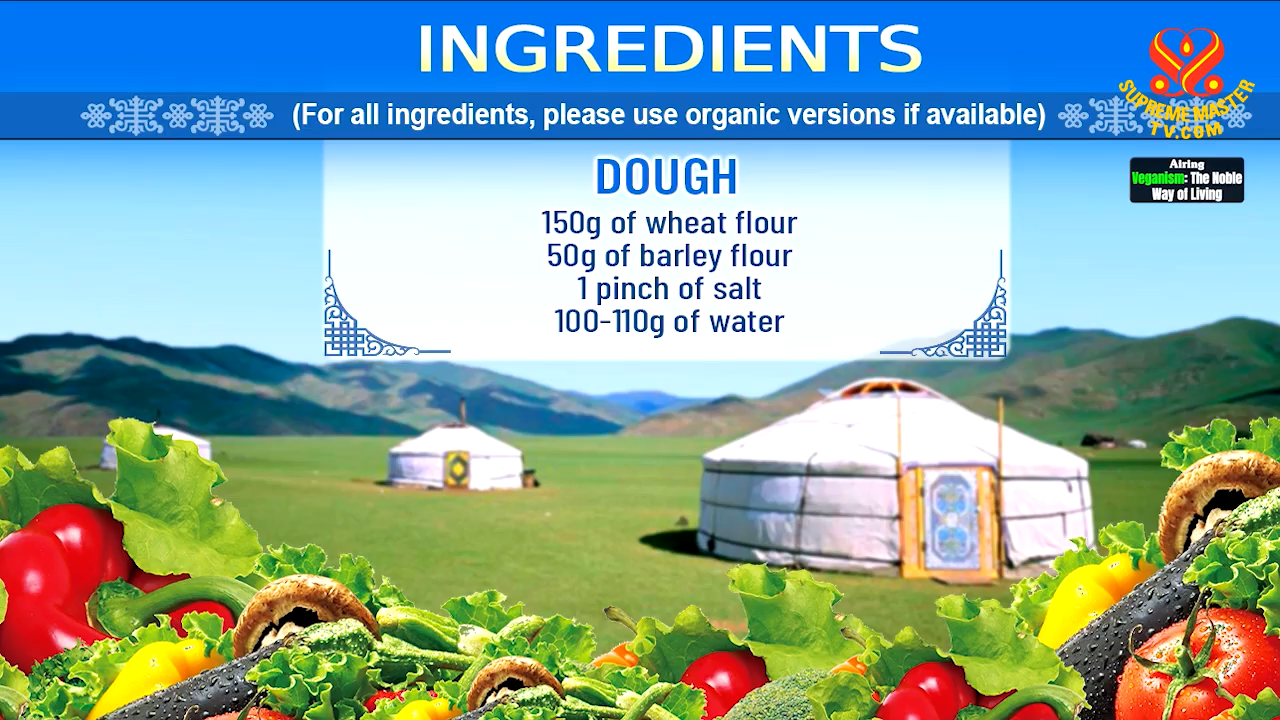 INGREDIENTS
(For all ingredients, please use organic versions if available)
SUPREME MASTER
TV.COM
Airing
Veganism: The Noble
Way of Living
DOUGH
150g of wheat flour
50g of barley flour
1 pinch of salt
100-110g of water